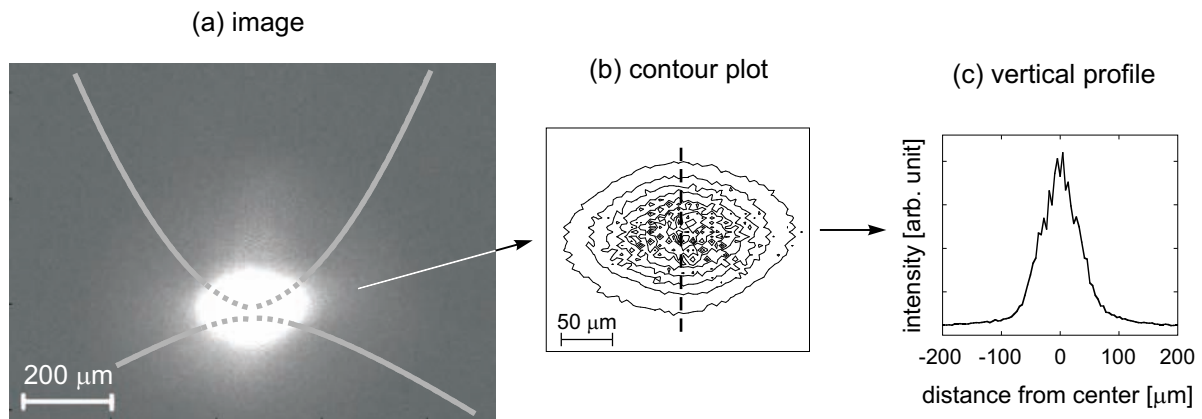 (a) image
(b) contour plot
(c) vertical profile
200 μm
50 μm
intensity [arb. unit]
-200 -100 0 100 200
distance from center [μm]